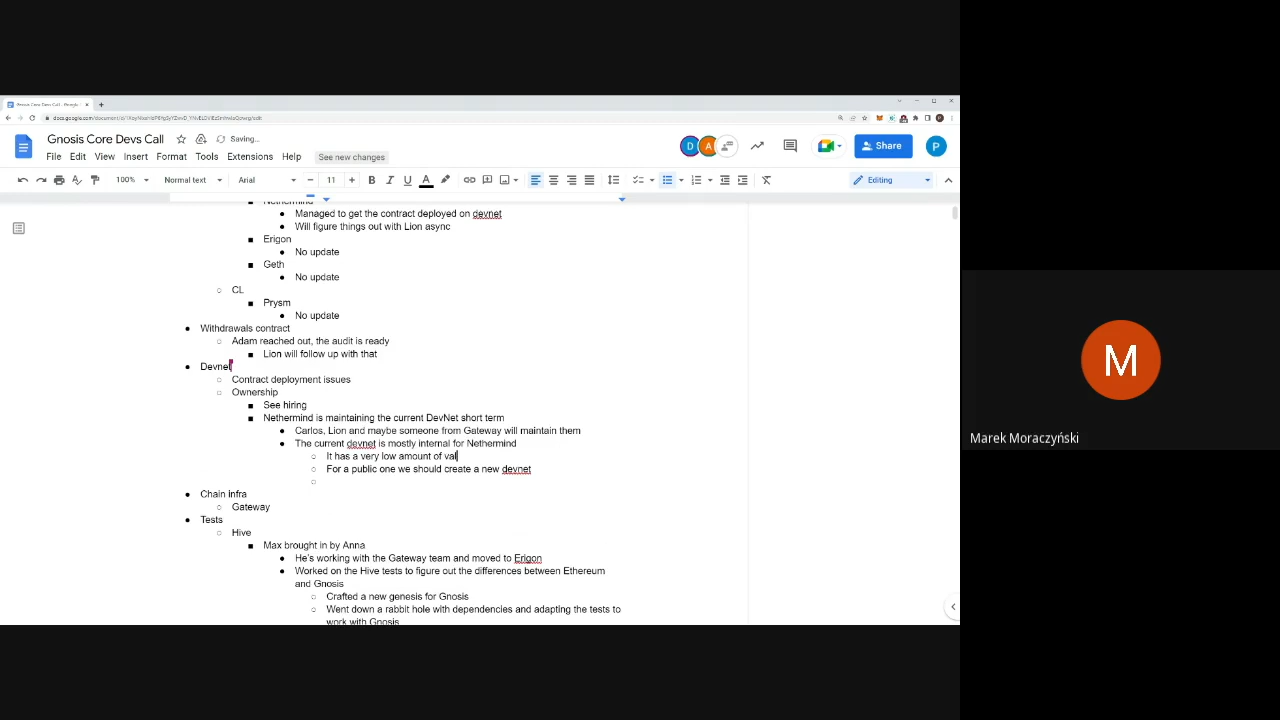 Gnosis Core Devs Call - Google
Gnosis Core Devs Call
Saving...
File Edit View Insert Format Tools Extensions Help See new changes
D A Share P
100% Normal text Arial 11 Editing
Nethermind
Managed to get the contract deployed on devnet
Will figure things out with Lion async
Erigon
No update
Geth
No update
CL
Prysm
No update
Withdrawals contract
Adam reached out, the audit is ready
Lion will follow up with that
Devnet
Contract deployment issues
Ownership
See hiring
Nethermind is maintaining the current DevNet short term
Carlos, Lion and maybe someone from Gateway will maintain them
The current devnet is mostly internal for Nethermind
It has a very low amount of val
For a public one we should create a new devnet
Chain infra
Gateway
Tests
Hive
Max brought in by Anna
He's working with the Gateway team and moved to Erigon
Worked on the Hive tests to figure out the differences between Ethereum
and Gnosis
Crafted a new genesis for Gnosis
Went down a rabbit hole with dependencies and adapting the tests to
work with Gnosis
M
Marek Moraczyński